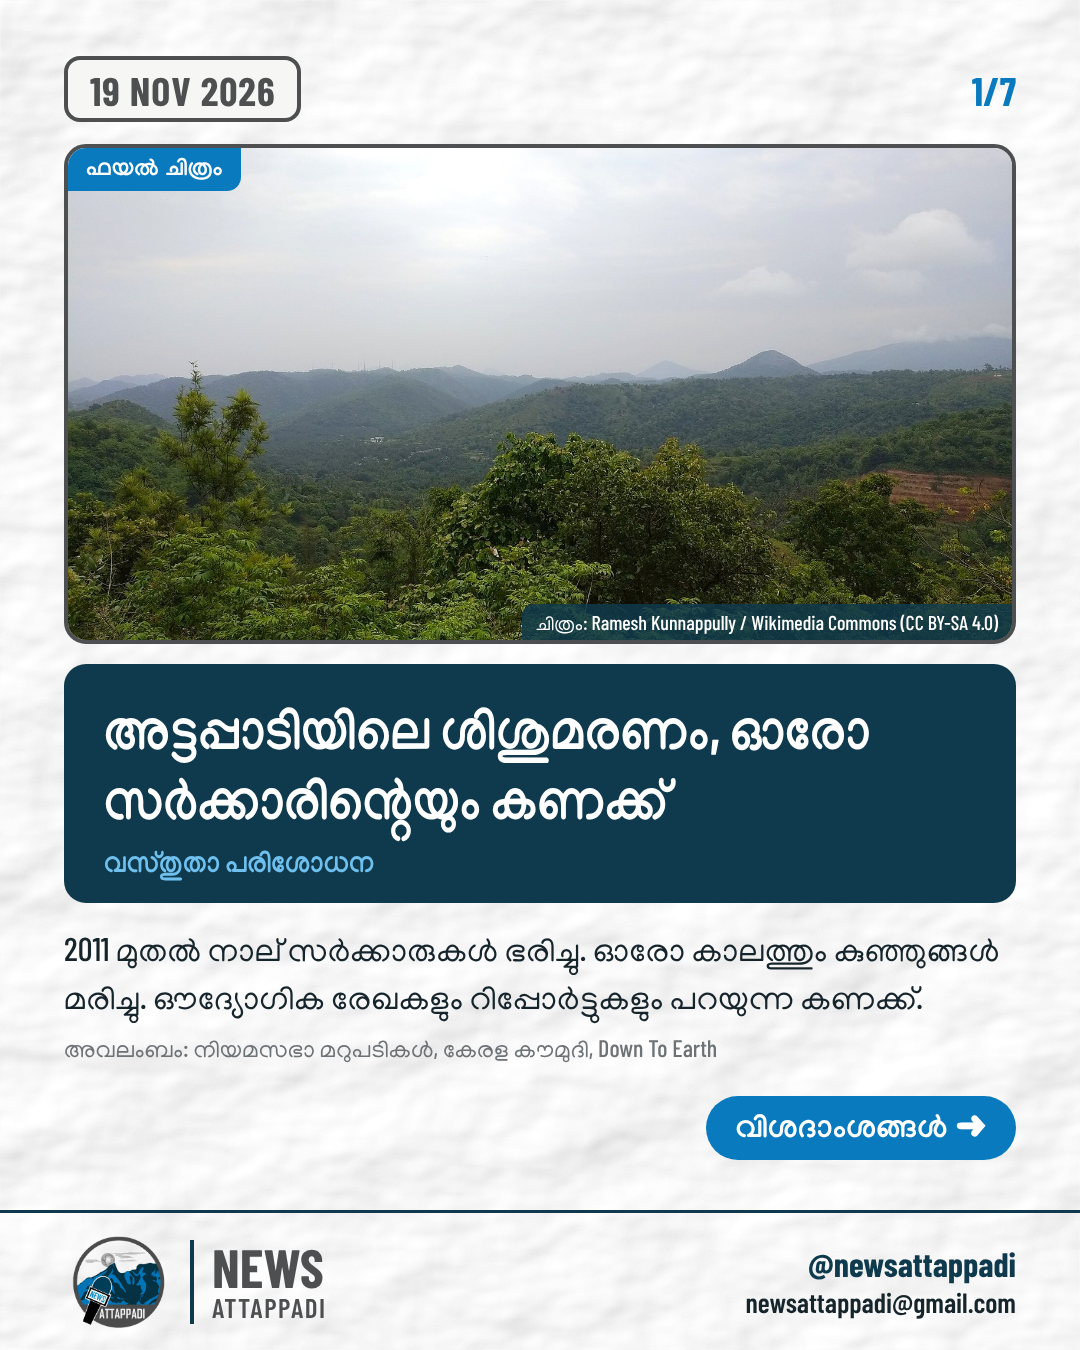 19 NOV 2026
1/7
ഫയൽ ചിത്രം
ചിത്രം: Ramesh Kunnappully / Wikimedia Commons (CC BY-SA 4.0)
അട്ടപ്പാടിയിലെ ശിശുമരണം, ഓരോ
സർക്കാരിന്റെയും കണക്ക്
വസ്തുതാ പരിശോധന
2011 മുതൽ നാല് സർക്കാരുകൾ ഭരിച്ചു. ഓരോ കാലത്തും കുഞ്ഞുങ്ങൾ
മരിച്ചു. ഔദ്യോഗിക രേഖകളും റിപ്പോർട്ടുകളും പറയുന്ന കണക്ക്.
അവലംബം: നിയമസഭാ മറുപടികൾ, കേരള കൗമുദി, Down To Earth
വിശദാംശങ്ങൾ ➜
NEWS
ATTAPPADI
NEWS
ATTAPPADI
@newsattappadi
newsattappadi@gmail.com